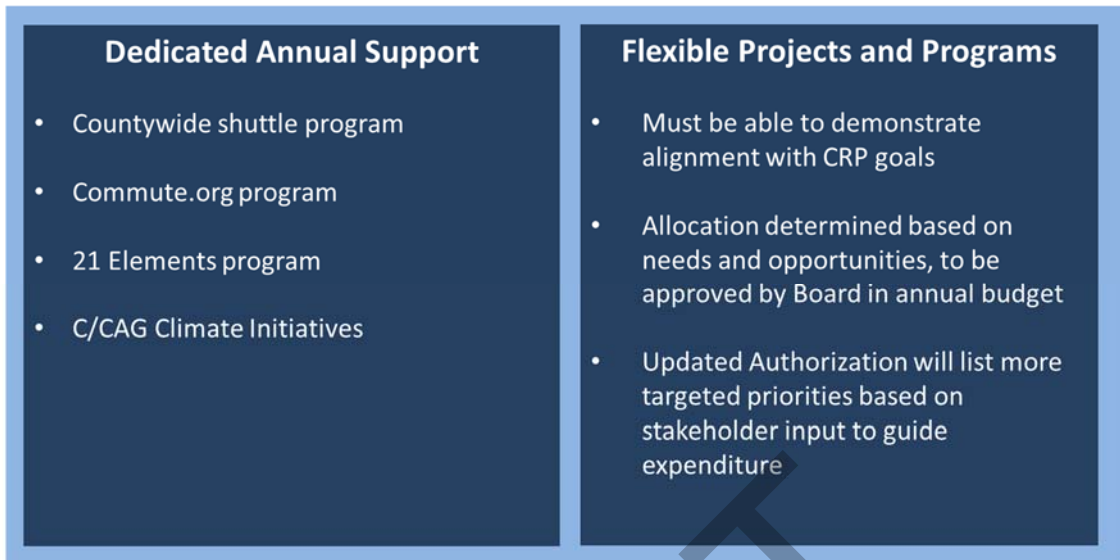 Dedicated Annual Support
• Countywide shuttle program
• Commute.org program
• 21 Elements program
• C/CAG Climate Initiatives
Flexible Projects and Programs
• Must be able to demonstrate
alignment with CRP goals
• Allocation determined based on
needs and opportunities, to be
approved by Board in annual budget
• Updated Authorization will list more
targeted priorities based on
stakeholder input to guide
expenditure